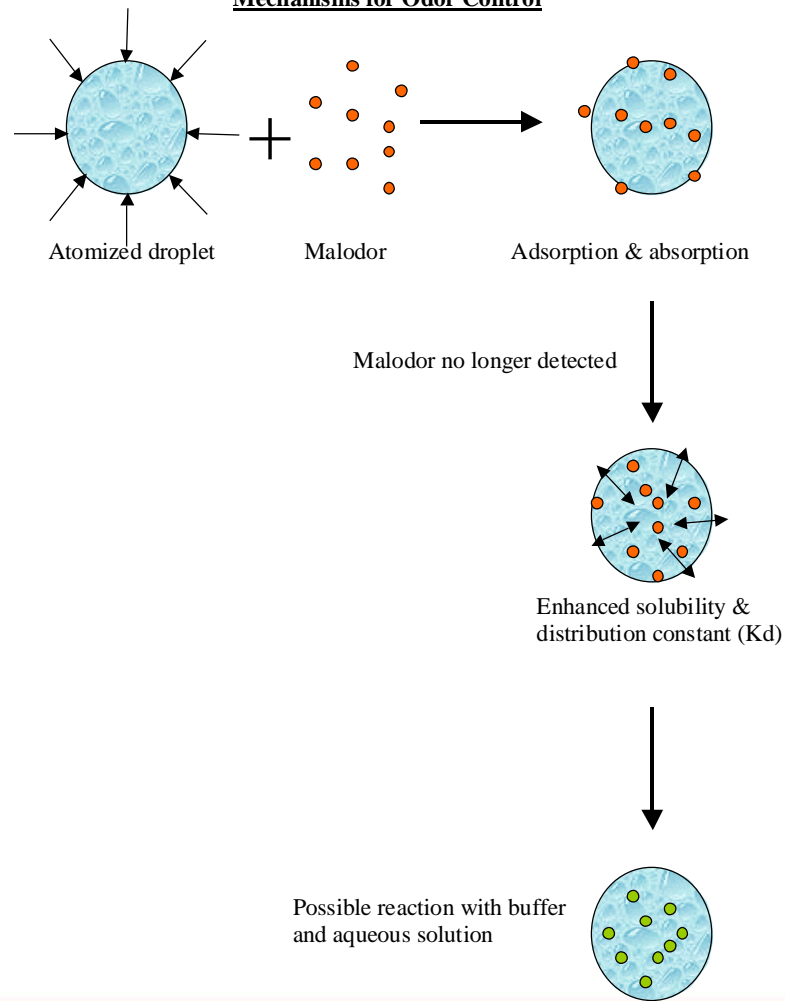 Mechanisms for Odor Control
Atomized droplet
Malodor
Adsorption & absorption
Malodor no longer detected
Enhanced solubility &
distribution constant (Kd)
Possible reaction with buffer
and aqueous solution